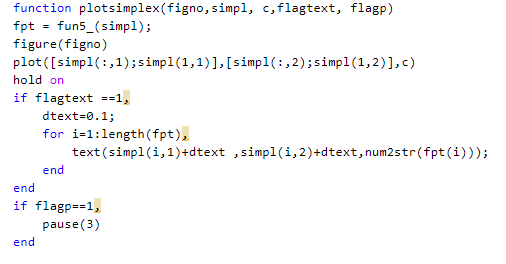 function plotsimplex(figno,simpl, c,flagtext, flagp)
fpt = fun5_(simpl);
figure(figno)
plot([simpl(:,1);simpl(1,1)],[simpl(:,2);simpl(1,2)],c)
hold on
if flagtext ==1,
    dtext=0.1;
    for i=1:length(fpt),
        text(simpl(i,1)+dtext ,simpl(i,2)+dtext,num2str(fpt(i)));
    end
end
if flagp==1,
    pause(3)
end